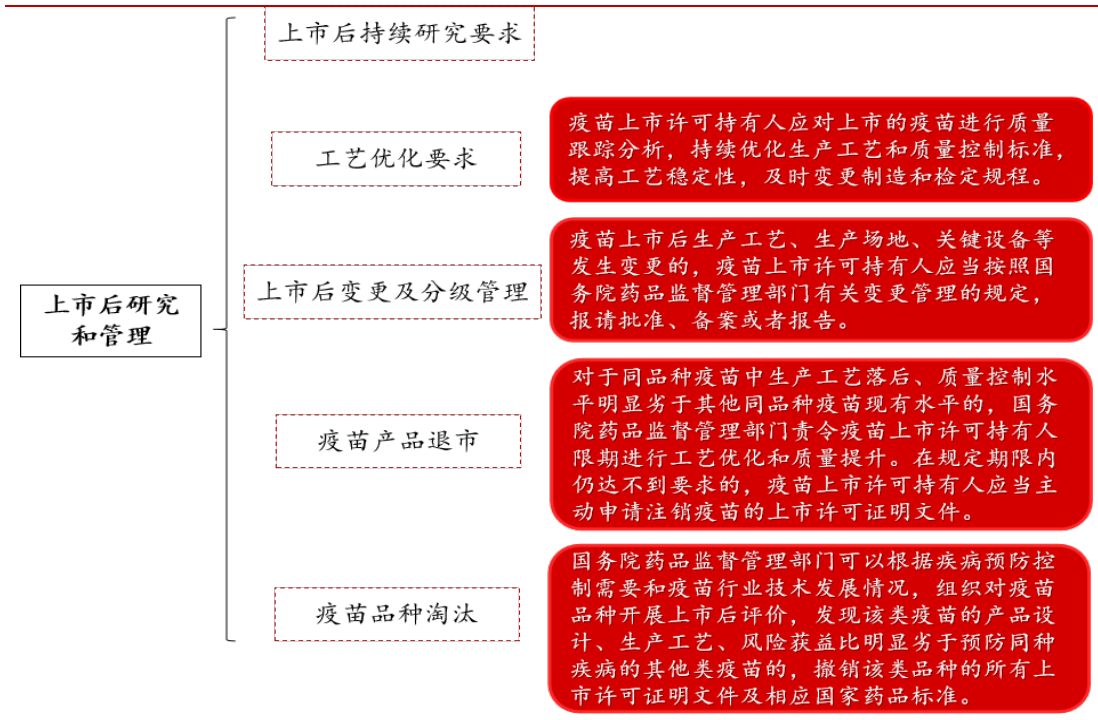 上市后研究
和管理
上市后持续研究要求
工艺优化要求
疫苗上市许可持有人应对上市的疫苗进行质量
跟踪分析，持续优化生产工艺和质量控制标准，
提高工艺稳定性，及时变更制造和检定规程。
上市后变更及分级管理
疫苗上市后生产工艺、生产场地、关键设备等
发生变更的，疫苗上市许可持有人应当按照国
务院药品监督管理部门有关变更管理的规定，
报请批准、备案或者报告。
疫苗产品退市
对于同品种疫苗中生产工艺落后、质量控制水
平明显劣于其他同品种疫苗现有水平的，国务
院药品监督管理部门责令疫苗上市许可持有人
限期进行工艺优化和质量提升。在规定期限内
仍达不到要求的，疫苗上市许可持有人应当主
动申请注销疫苗的上市许可证明文件。
疫苗品种淘汰
国务院药品监督管理部门可以根据疾病预防控
制需要和疫苗行业技术发展情况，组织对疫苗
品种开展上市后评价，发现该类疫苗的产品设
计、生产工艺、风险获益比明显劣于预防同种
疾病的其他类疫苗的，撤销该类品种的所有上
市许可证明文件及相应国家药品标准。